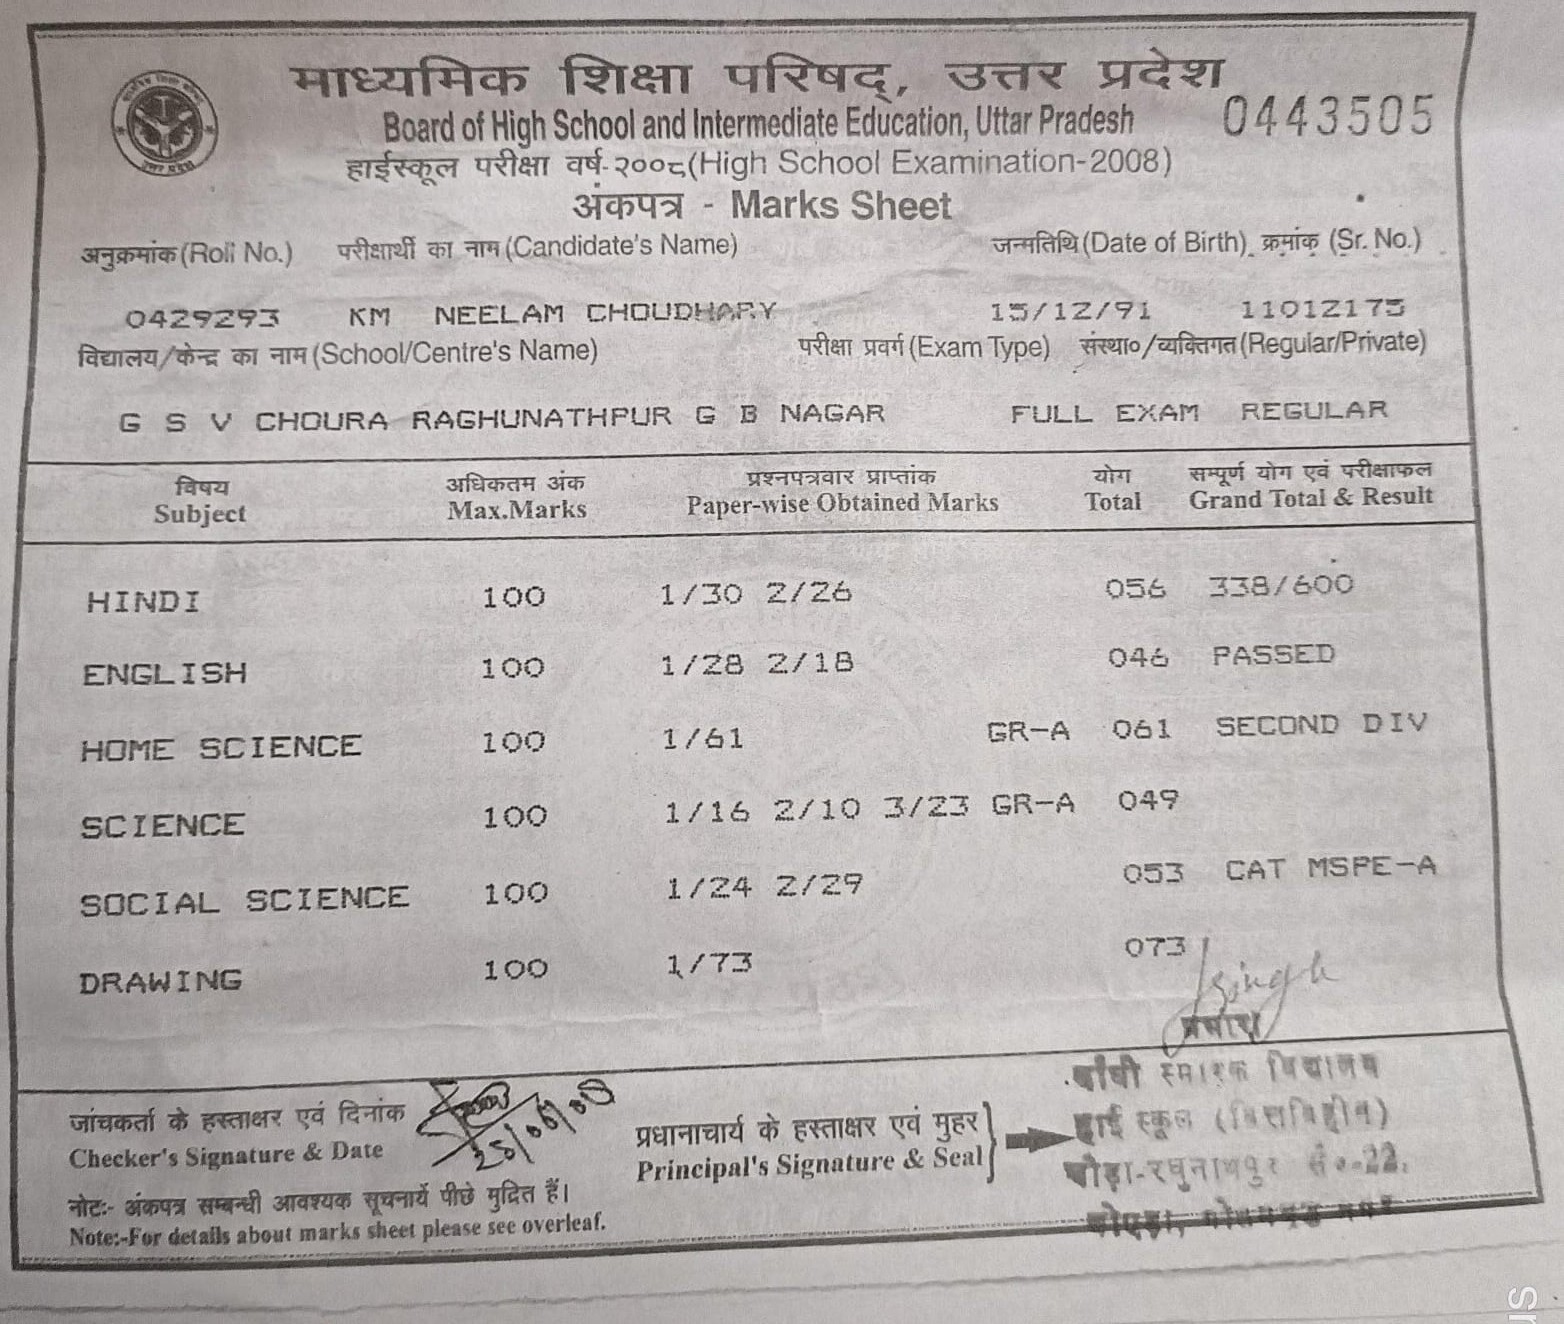 माध्यमिक शिक्षा परिषद्, उत्तर प्रदेश
Board of High School and Intermediate Education, Uttar Pradesh 0443505
हाईस्कूल परीक्षा वर्ष-२००८(High School Examination-2008)
अंकपत्र - Marks Sheet
अनुक्रमांक(Roll No.) परीक्षार्थी का नाम(Candidate's Name) जन्मतिथि(Date of Birth) क्रमांक (Sr. No.)
0429293 KM NEELAM CHOUDHARY 15/12/91 11012175
विद्यालय/केन्द्र का नाम(School/Centre's Name) परीक्षा प्रवर्ग(Exam Type) संस्था०/व्यक्तिगत(Regular/Private)
G S V CHOURA RAGHUNATHPUR G B NAGAR FULL EXAM REGULAR
विषय अधिकतम अंक प्रश्नपत्रवार प्राप्तांक योग सम्पूर्ण योग एवं परीक्षाफल
Subject Max.Marks Paper-wise Obtained Marks Total Grand Total & Result
HINDI 100 1/30 2/26 056 338/600
ENGLISH 100 1/28 2/18 046 PASSED
HOME SCIENCE 100 1/61 GR-A 061 SECOND DIV
SCIENCE 100 1/16 2/10 3/23 GR-A 049
SOCIAL SCIENCE 100 1/24 2/29 053 CAT MSPE-A
DRAWING 100 1/73 073
Singh
स्मारक विद्यालय
जांचकर्ता के हस्ताक्षर एवं दिनांक
Checker's Signature & Date
प्रधानाचार्य के हस्ताक्षर एवं मुहर
Principal's Signature & Seal
हाई स्कूल (वित्तविहीन)
चौड़ा-रघुनाथपुर सै०-22,
नोटः- अंकपत्र सम्बन्धी आवश्यक सूचनायें पीछे मुद्रित हैं।
Note:-For details about marks sheet please see overleaf.